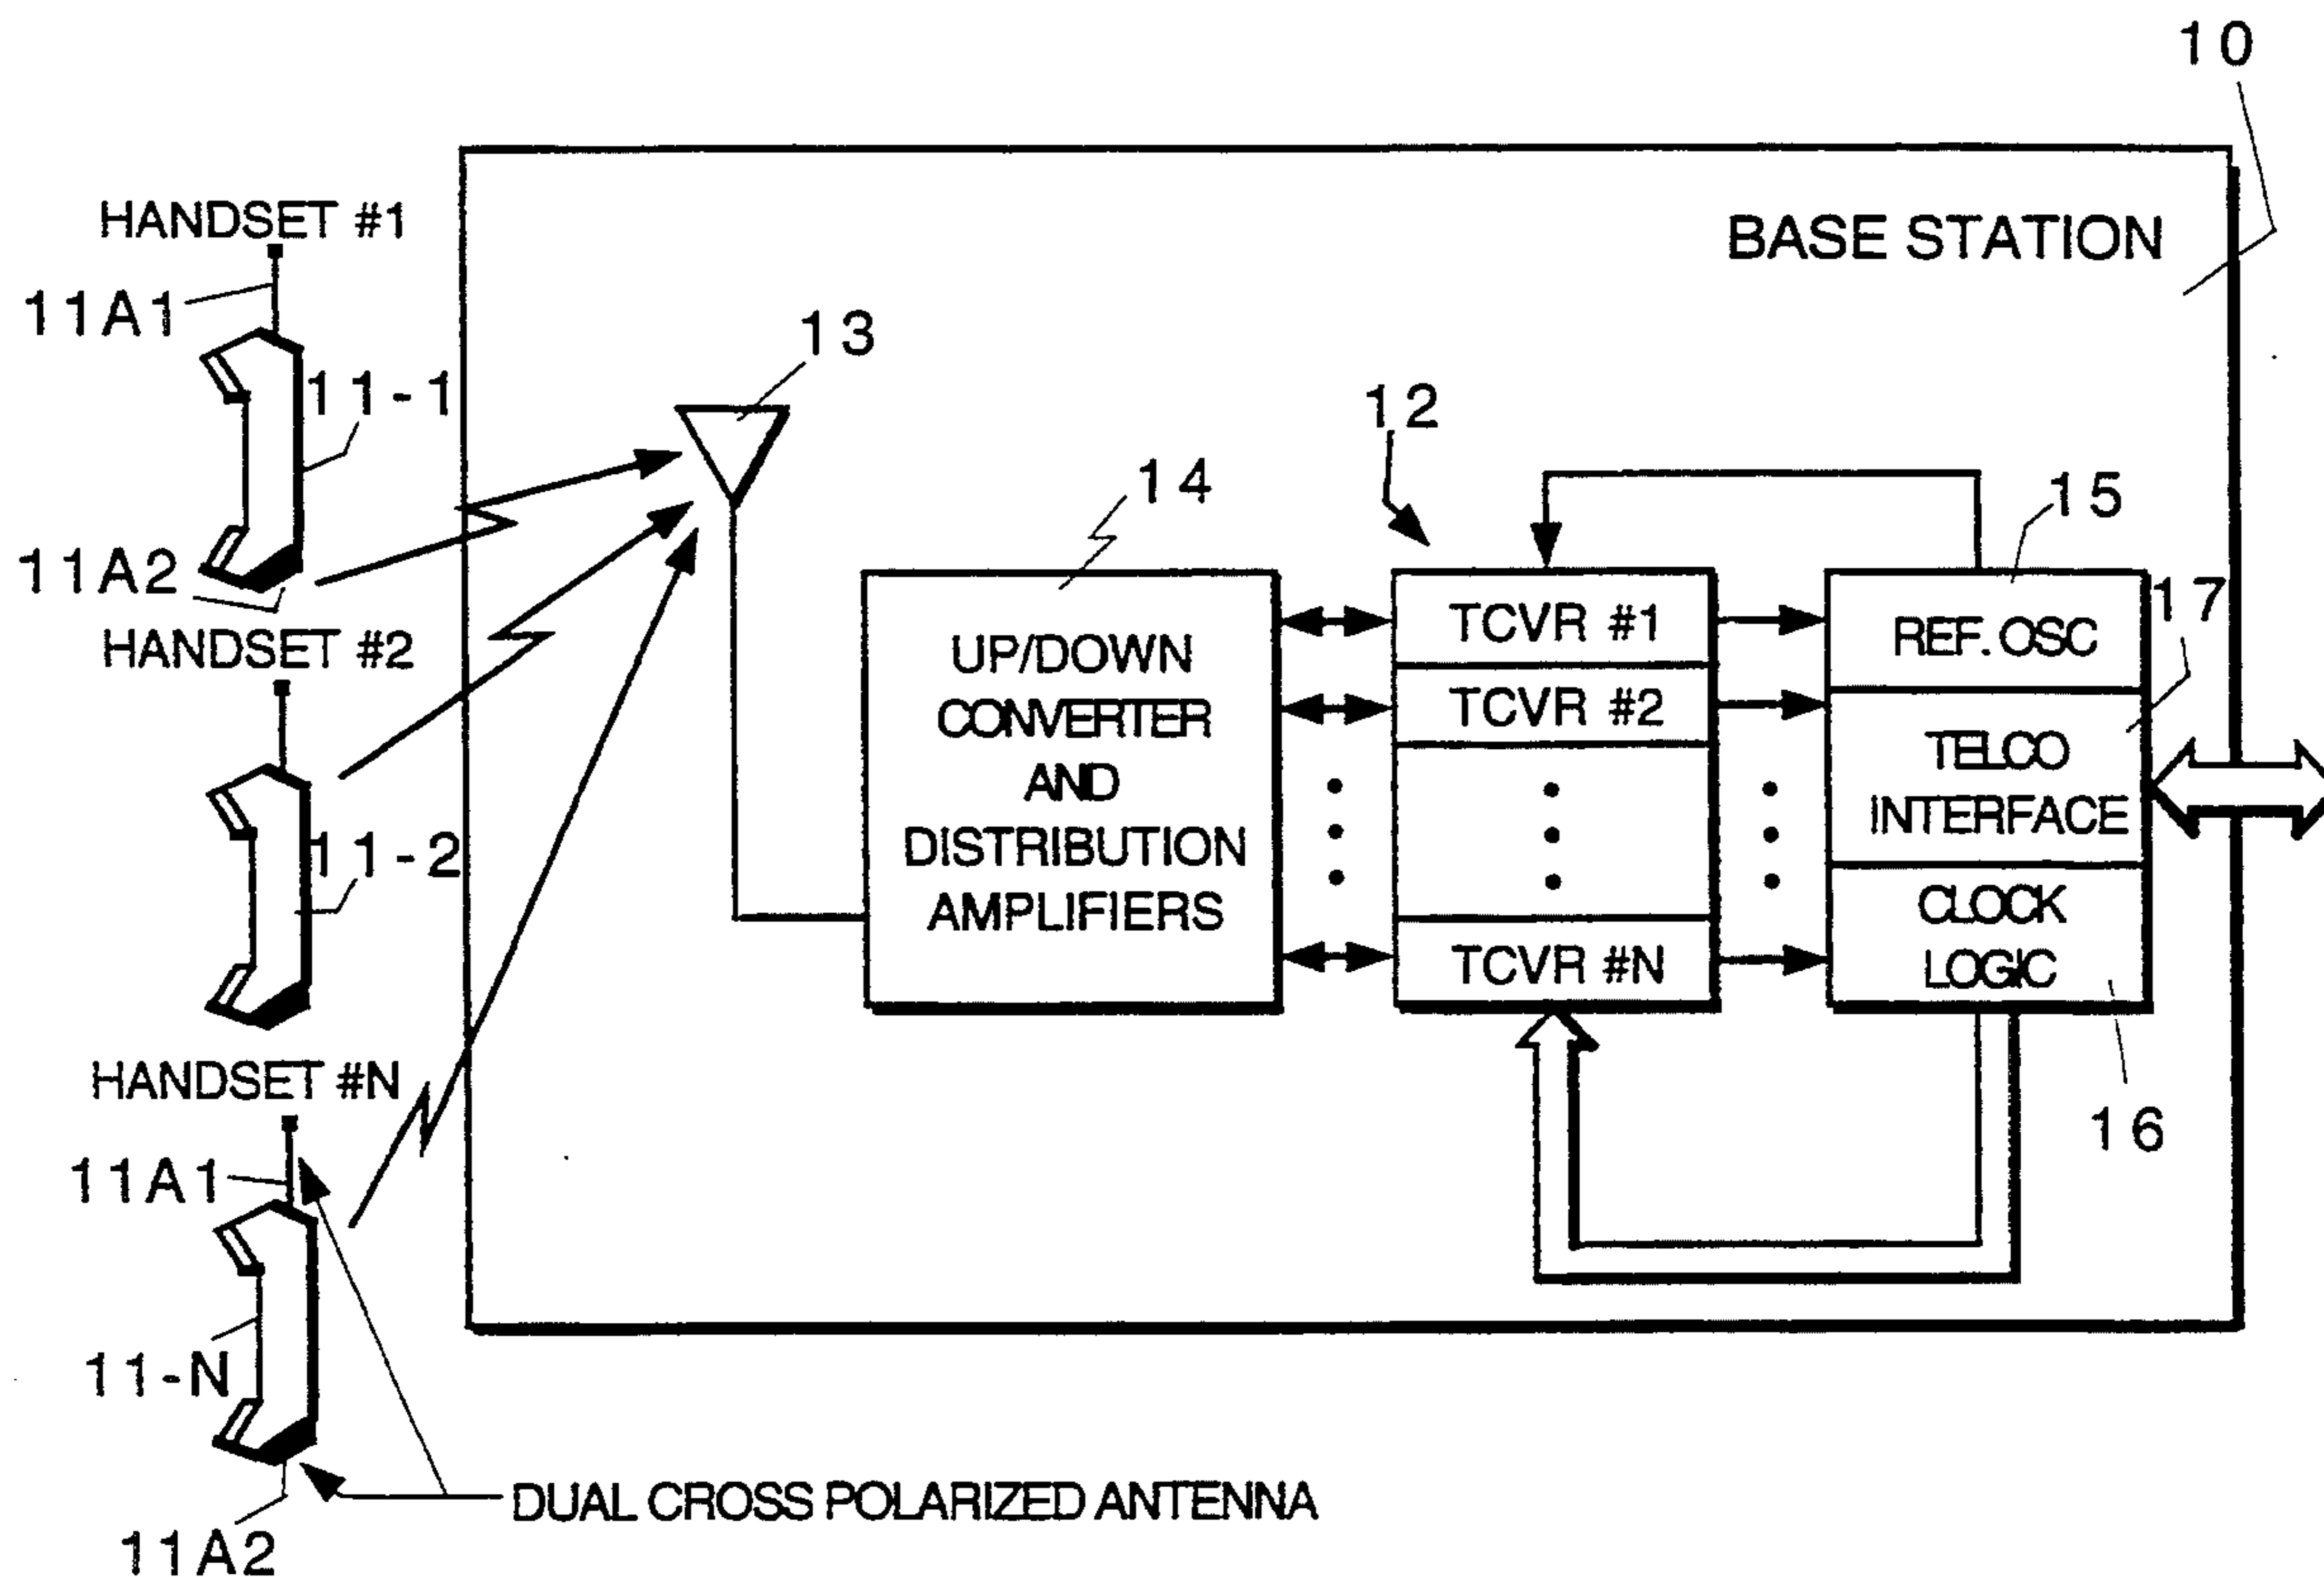 10
BASE STATION
HANDSET #1
11A1
11-1
11A2
13
12
14
15
17
HANDSET #2
11-2
UP/DOWN
CONVERTER
AND
DISTRIBUTION
AMPLIFIERS
TCVR #1
TCVR #2
TCVR #N
REF. OSC
TELCO
INTERFACE
CLOCK
LOGIC
16
HANDSET #N
11A1
11-N
11A2
DUAL CROSS POLARIZED ANTENNA